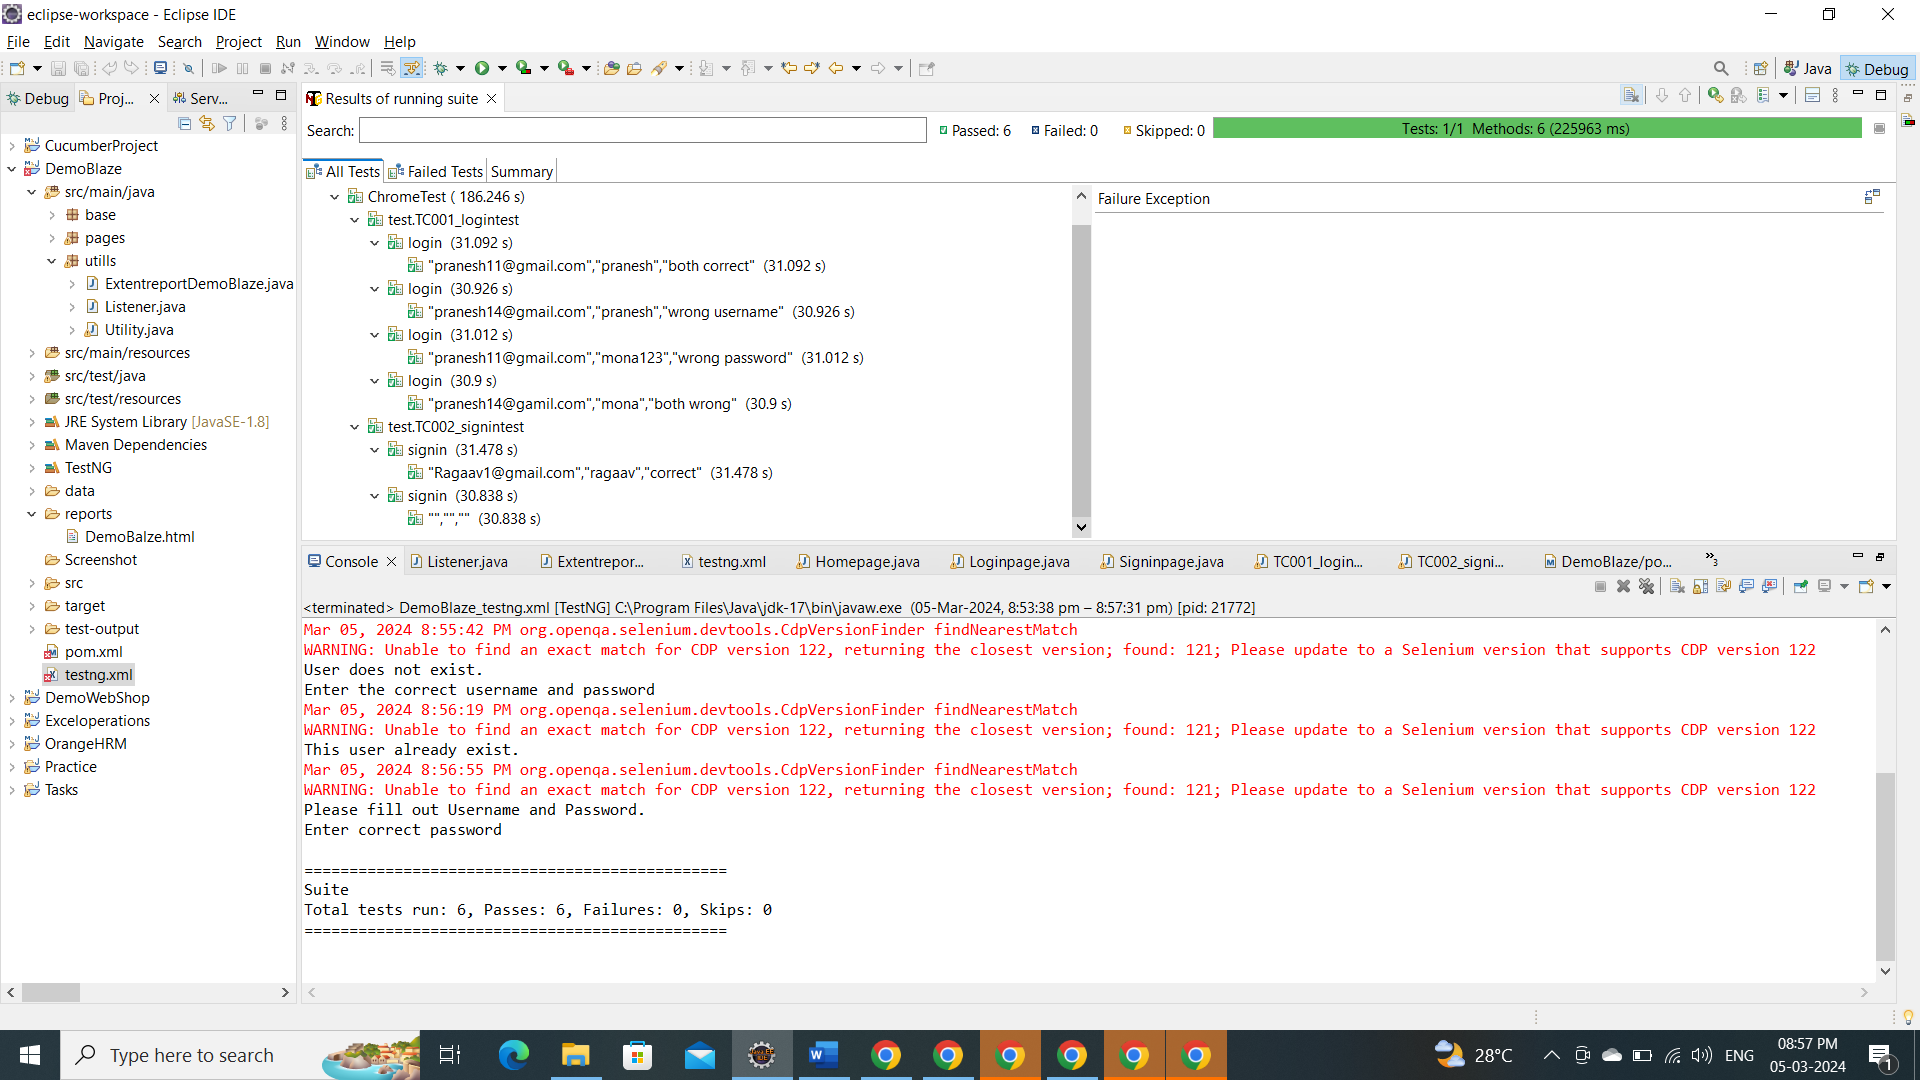 eclipse-workspace - Eclipse IDE
File Edit Navigate Search Project Run Window Help
Java Debug
Debug Proj... Serv...
CucumberProject
DemoBlaze
src/main/java
base
pages
utills
ExtentreportDemoBlaze.java
Listener.java
Utility.java
src/main/resources
src/test/java
src/test/resources
JRE System Library [JavaSE-1.8]
Maven Dependencies
TestNG
data
reports
DemoBalze.html
Screenshot
src
target
test-output
pom.xml
testng.xml
DemoWebShop
Exceloperations
OrangeHRM
Practice
Tasks
Results of running suite
Search: Passed: 6 Failed: 0 Skipped: 0 Tests: 1/1 Methods: 6 (225963 ms)
All Tests Failed Tests Summary
ChromeTest ( 186.246 s)
test.TC001_logintest
login (31.092 s)
"pranesh11@gmail.com","pranesh","both correct" (31.092 s)
login (30.926 s)
"pranesh14@gmail.com","pranesh","wrong username" (30.926 s)
login (31.012 s)
"pranesh11@gmail.com","mona123","wrong password" (31.012 s)
login (30.9 s)
"pranesh14@gamil.com","mona","both wrong" (30.9 s)
test.TC002_signintest
signin (31.478 s)
"Ragaav1@gmail.com","ragaav","correct" (31.478 s)
signin (30.838 s)
"","","" (30.838 s)
Failure Exception
Console Listener.java Extentrepor... testng.xml Homepage.java Loginpage.java Signinpage.java TC001_login... TC002_signi... DemoBlaze/po... »3
<terminated> DemoBlaze_testng.xml [TestNG] C:\Program Files\Java\jdk-17\bin\javaw.exe (05-Mar-2024, 8:53:38 pm – 8:57:31 pm) [pid: 21772]
Mar 05, 2024 8:55:42 PM org.openqa.selenium.devtools.CdpVersionFinder findNearestMatch
WARNING: Unable to find an exact match for CDP version 122, returning the closest version; found: 121; Please update to a Selenium version that supports CDP version 122
User does not exist.
Enter the correct username and password
Mar 05, 2024 8:56:19 PM org.openqa.selenium.devtools.CdpVersionFinder findNearestMatch
WARNING: Unable to find an exact match for CDP version 122, returning the closest version; found: 121; Please update to a Selenium version that supports CDP version 122
This user already exist.
Mar 05, 2024 8:56:55 PM org.openqa.selenium.devtools.CdpVersionFinder findNearestMatch
WARNING: Unable to find an exact match for CDP version 122, returning the closest version; found: 121; Please update to a Selenium version that supports CDP version 122
Please fill out Username and Password.
Enter correct password
===============================================
Suite
Total tests run: 6, Passes: 6, Failures: 0, Skips: 0
===============================================
Type here to search
28°C
ENG
08:57 PM
05-03-2024
1